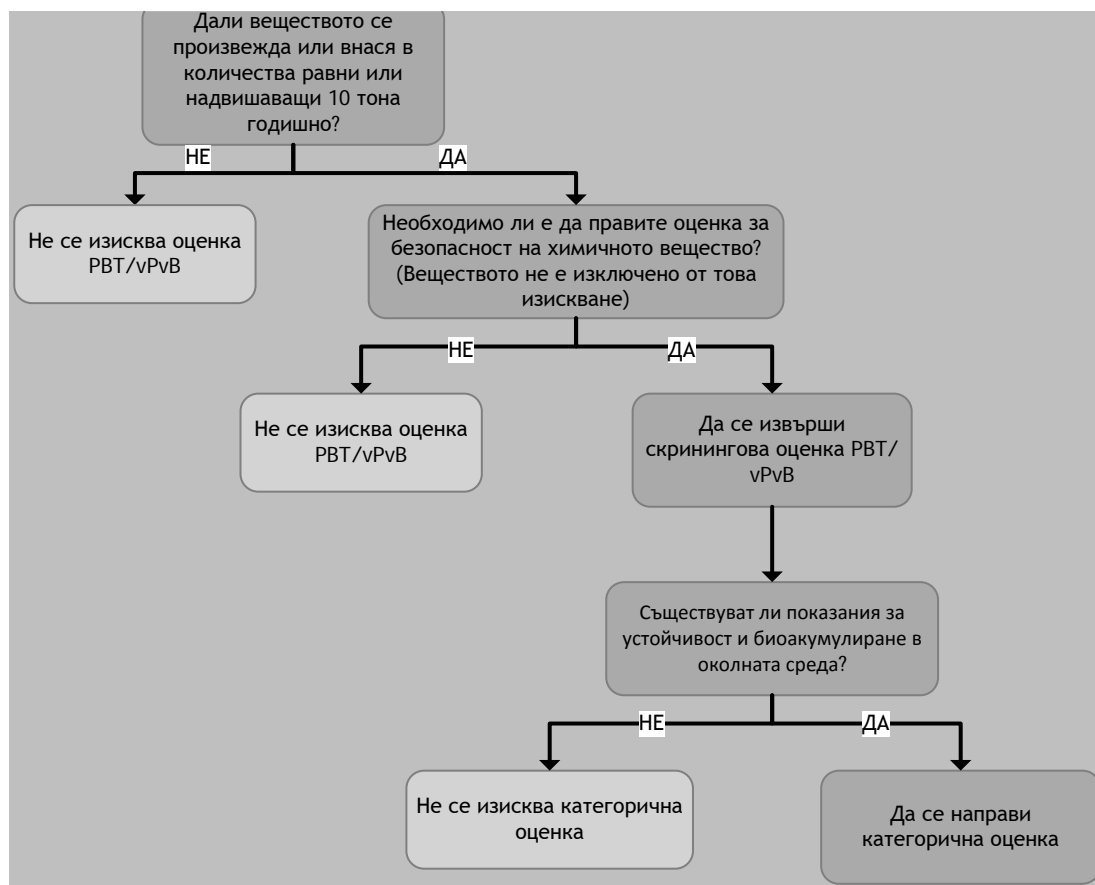 Дали веществото се
произвежда или внася в
количества равни или
надвишаващи 10 тона
годишно?
НЕ
ДА
Не се изисква оценка
PBT/vPvB
Необходимо ли е да правите оценка за
безопасност на химичното вещество?
(Веществото не е изключено от това
изискване)
НЕ
ДА
Не се изисква оценка
PBT/vPvB
Да се извърши
скринингова оценка PBT/
vPvB
Съществуват ли показания за
устойчивост и биоакумулиране в
околната среда?
НЕ
ДА
Не се изисква категорична
оценка
Да се направи
категорична оценка